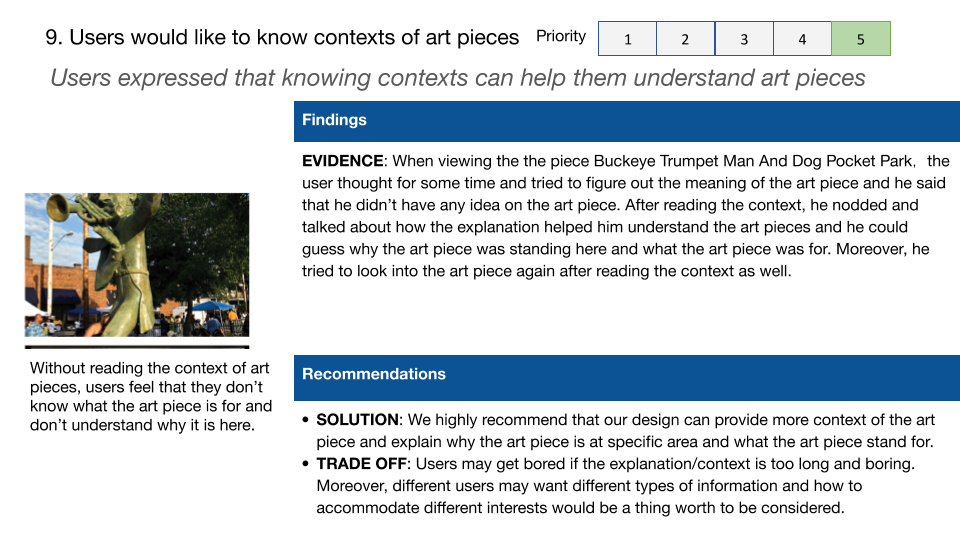 9. Users would like to know contexts of art pieces
Priority 1 2 3 4 5
Users expressed that knowing contexts can help them understand art pieces
Findings
EVIDENCE: When viewing the the piece Buckeye Trumpet Man And Dog Pocket Park,  the
user thought for some time and tried to figure out the meaning of the art piece and he said
that he didn't have any idea on the art piece. After reading the context, he nodded and
talked about how the explanation helped him understand the art pieces and he could
guess why the art piece was standing here and what the art piece was for. Moreover, he
tried to look into the art piece again after reading the context as well.
Without reading the context of art
pieces, users feel that they don't
know what the art piece is for and
don't understand why it is here.
Recommendations
• SOLUTION: We highly recommend that our design can provide more context of the art
piece and explain why the art piece is at specific area and what the art piece stand for.
• TRADE OFF: Users may get bored if the explanation/context is too long and boring.
Moreover, different users may want different types of information and how to
accommodate different interests would be a thing worth to be considered.